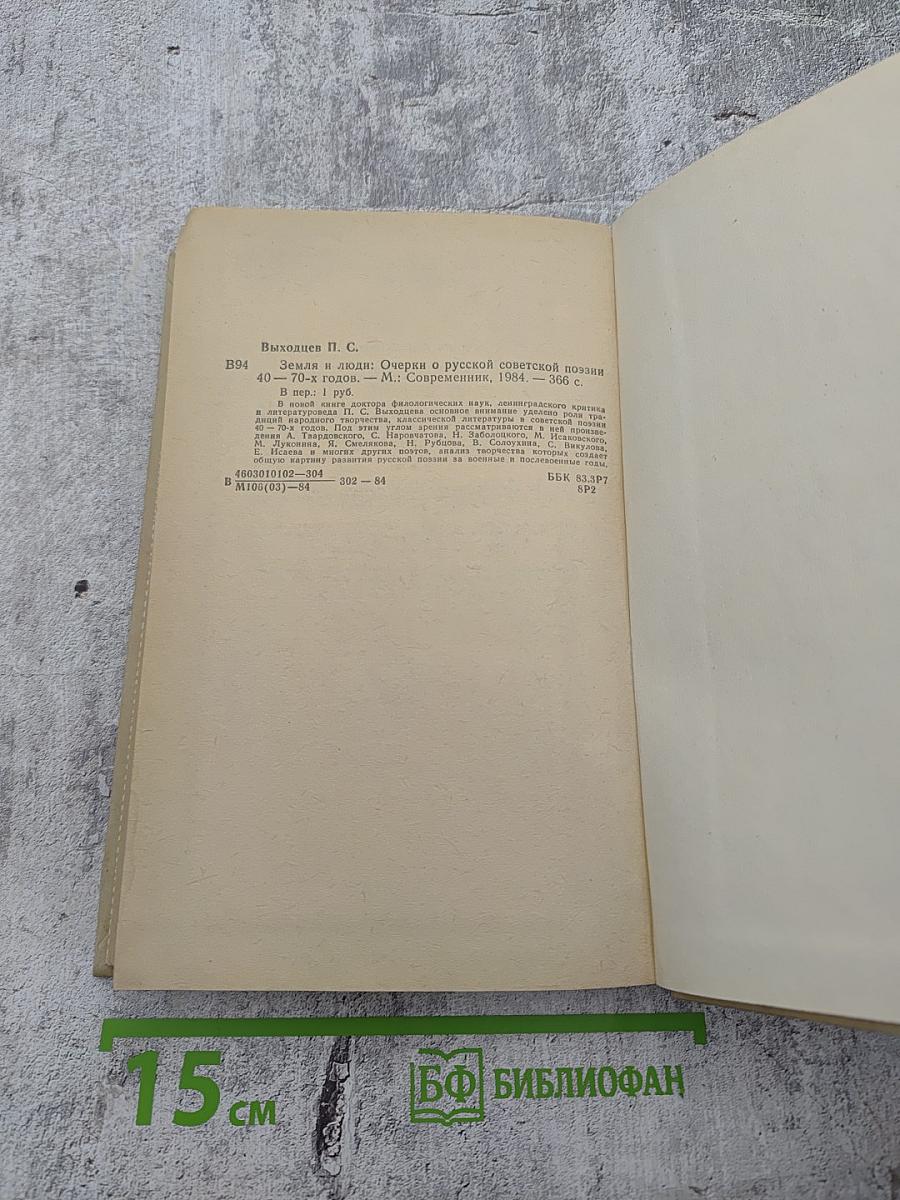 Выходцев П. С.
В94 Земля и люди: Очерки о русской советской поэзии
40 — 70-х годов. — М.: Современник, 1984. — 366 с.
В пер.: 1 руб.
В новой книге доктора филологических наук, ленинградского критика
и литературоведа П. С. Выходцева основное внимание уделено роли тра-
диций народного творчества, классической литературы в советской поэзии
40 — 70-х годов. Под этим углом зрения рассматриваются в ней произве-
дения А. Твардовского, С. Наровчатова, Н. Заболоцкого, М. Исаковского,
М. Луконина, Я. Смелякова, Н. Рубцова, В. Солоухина, С. Викулова,
Е. Исаева и многих других поэтов, анализ творчества которых создает
общую картину развития русской поэзии за военные и послевоенные годы.
4603010102—304
В 302 — 84 ББК 83.3Р7
М106(03)—84 8Р2
15 см БФ БИБЛИОФАН